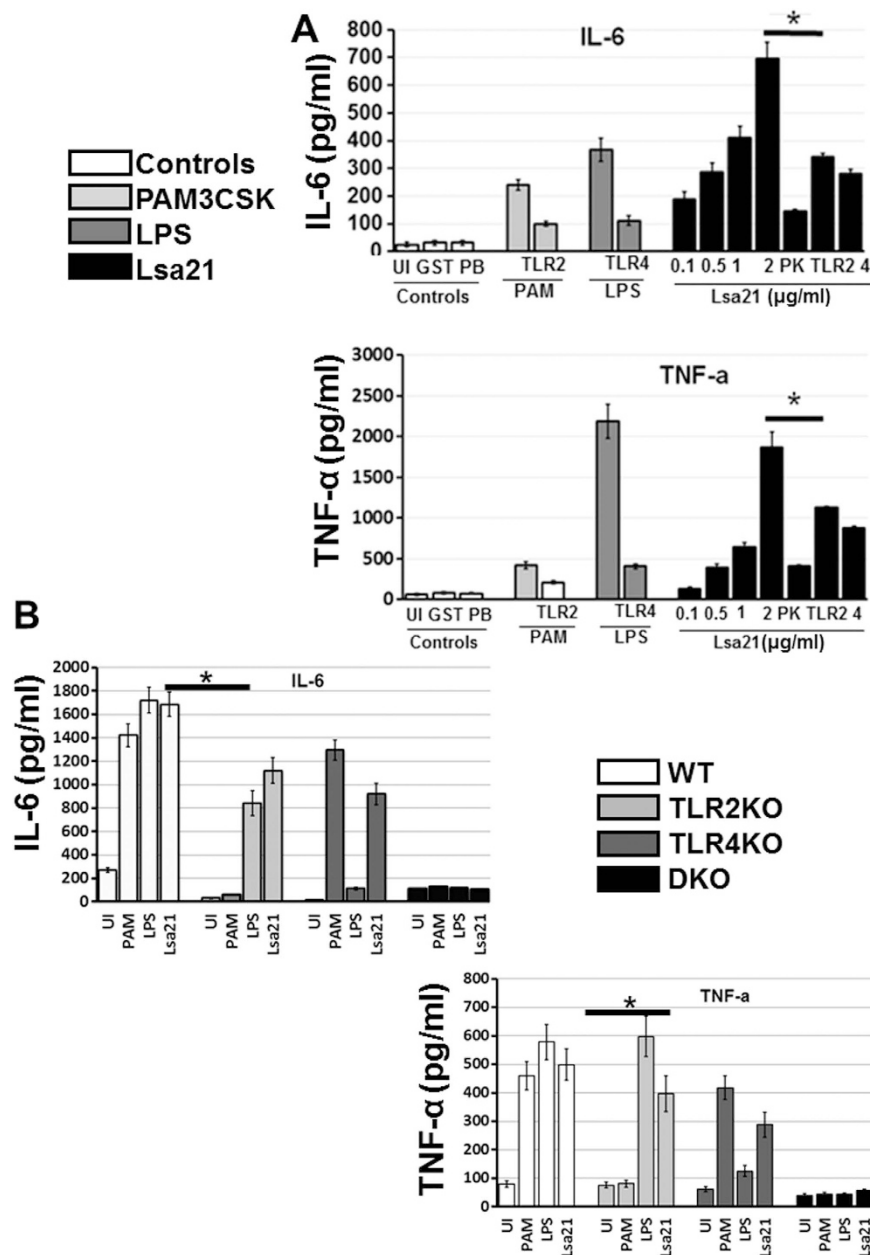 A
IL-6
*
Controls
PAM3CSK
LPS
Lsa21
IL-6 (pg/ml)
800
700
600
400
300
200
100
0
UI GST PB
Controls
TLR2
PAM
TLR4
LPS
0.1 0.5 1 2 PK TLR2 4
Lsa21 (µg/ml)
TNF-a
*
TNF-α (pg/ml)
3000
2500
2000
1500
1000
500
0
UI GST PB
Controls
TLR2
PAM
TLR4
LPS
0.1 0.5 1 2 PK TLR2 4
Lsa21(µg/ml)
B
IL-6
*
IL-6 (pg/ml)
2000
1800
1600
1400
1200
1000
800
600
400
200
0
UI PAM LPS Lsa21 UI PAM LPS Lsa21 UI PAM LPS Lsa21 UI PAM LPS Lsa21
WT
TLR2KO
TLR4KO
DKO
TNF-a
*
TNF-α (pg/ml)
800
700
600
500
400
300
200
100
0
UI PAM LPS Lsa21 UI PAM LPS Lsa21 UI PAM LPS Lsa21 UI PAM LPS Lsa21